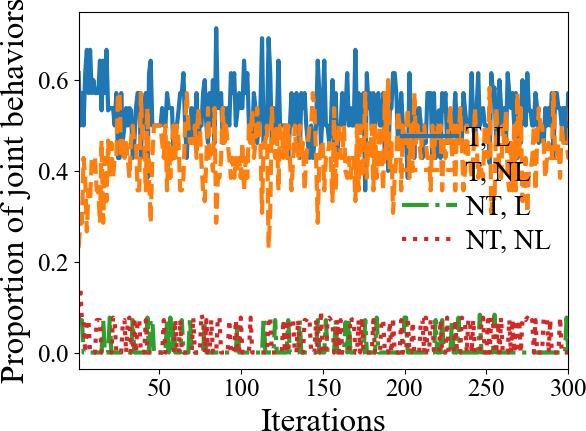 Proportion of joint behaviors
0.6
0.4
0.2
0.0
T, L
T, NL
NT, L
NT, NL
50
100
150
200
250
300
Iterations